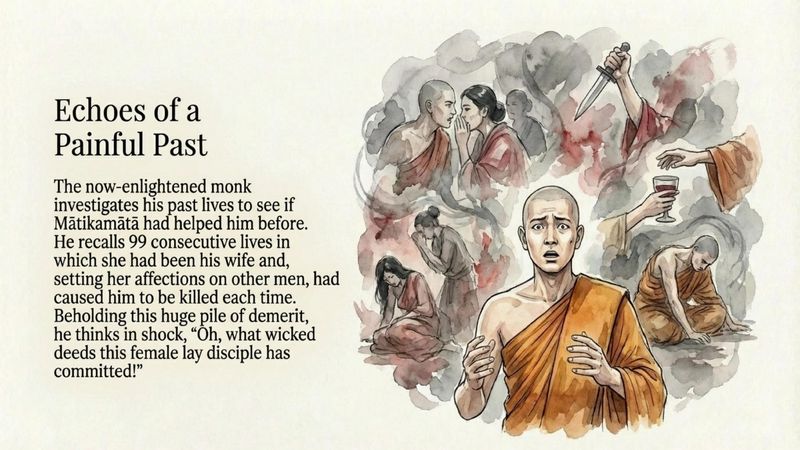 Echoes of a
Painful Past
The now-enlightened monk
investigates his past lives to see if
Mātikamātā had helped him before.
He recalls 99 consecutive lives in
which she had been his wife and,
setting her affections on other men, had
caused him to be killed each time.
Beholding this huge pile of demerit,
he thinks in shock, “Oh, what wicked
deeds this female lay disciple has
committed!”